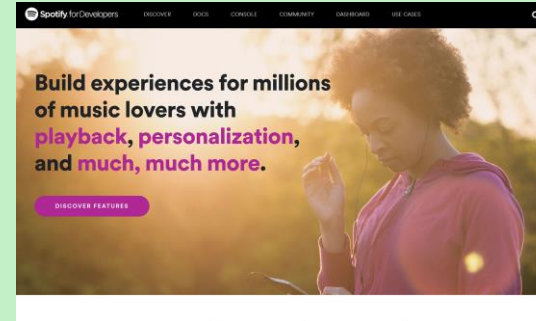 Spotify for Developers DISCOVER DOCS CONSOLE COMMUNITY DASHBOARD USE CASES
Build experiences for millions
of music lovers with
playback, personalization,
and much, much more.
DISCOVER FEATURES